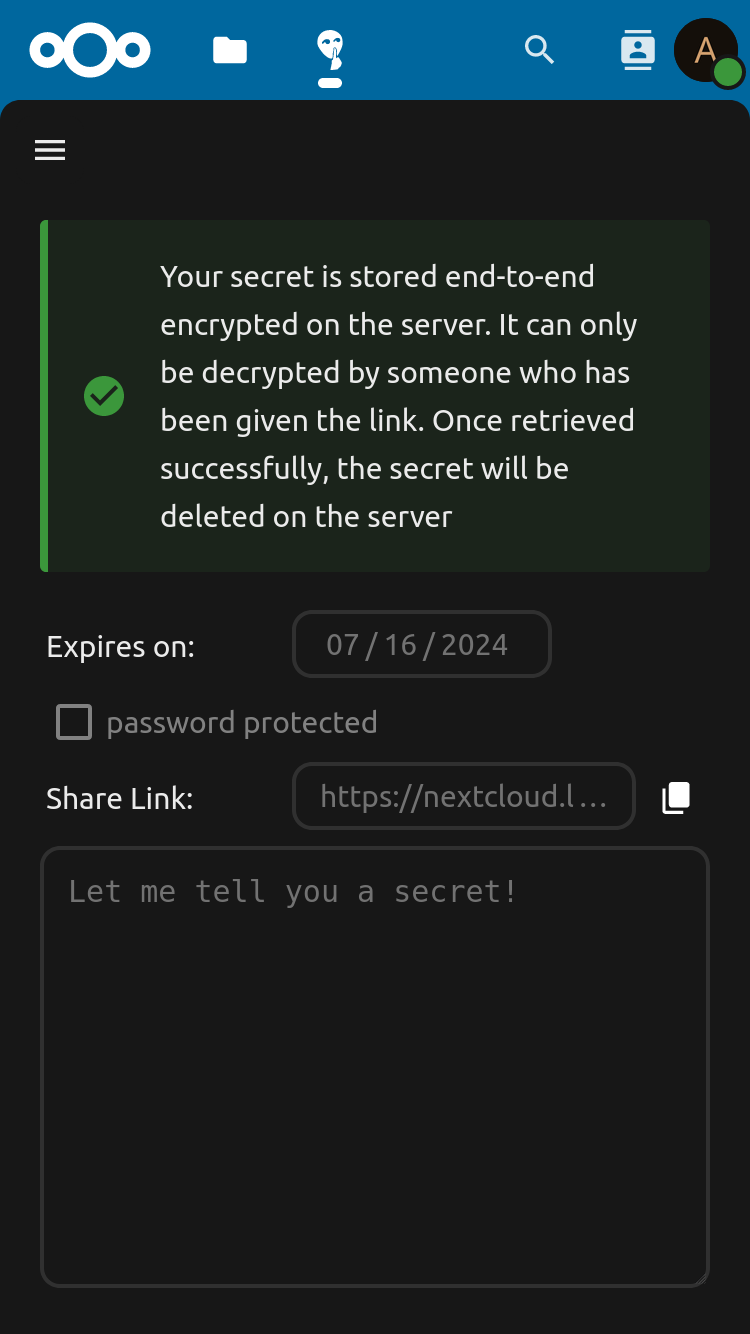 A
Your secret is stored end-to-end
encrypted on the server. It can only
be decrypted by someone who has
been given the link. Once retrieved
successfully, the secret will be
deleted on the server
Expires on:
07 / 16 / 2024
password protected
Share Link:
https://nextcloud.l…
Let me tell you a secret!